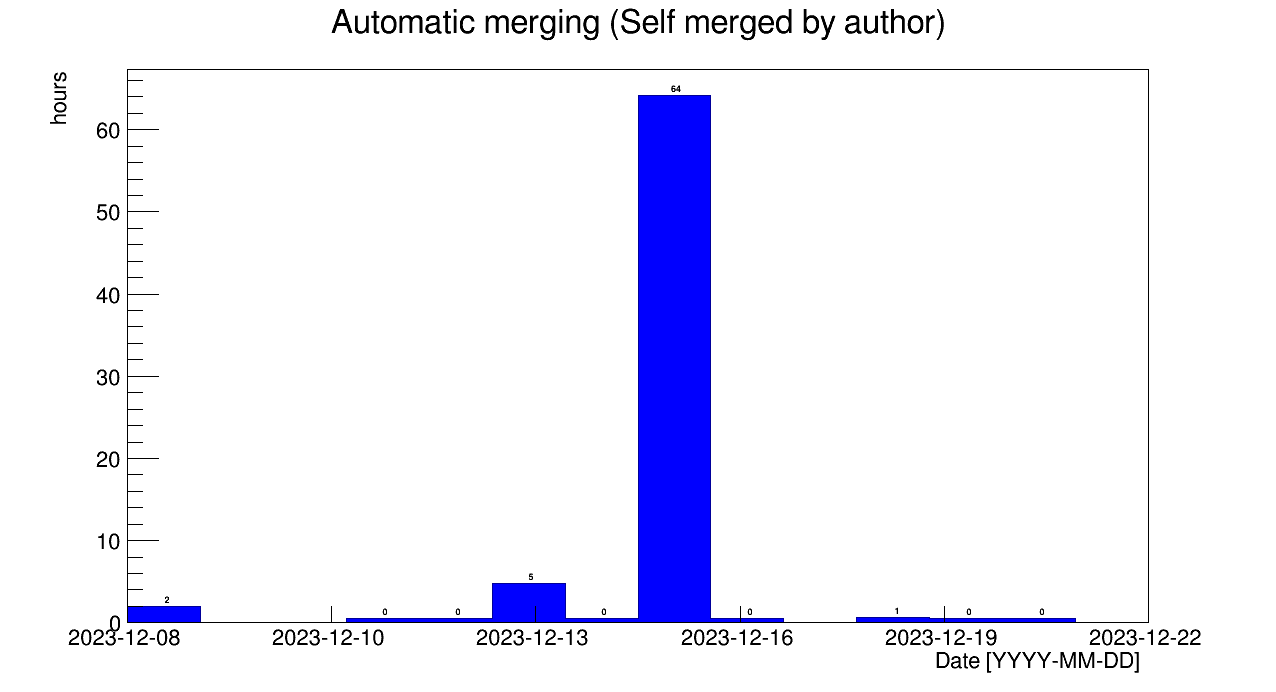 Automatic merging (Self merged by author)
hours
60
50
40
30
20
10
0
64
5
2
0 0 0 0 1 0 0
2023-12-08 2023-12-10 2023-12-13 2023-12-16 2023-12-19 2023-12-22
Date [YYYY-MM-DD]